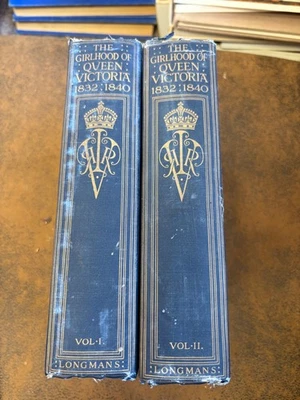 THE
GIRLHOOD OF
QUEEN
VICTORIA
1832 : 1840
VRI
VOL · I.
LONGMANS
THE
GIRLHOOD OF
QUEEN
VICTORIA
1832 : 1840
VRI
VOL · II.
LONGMANS